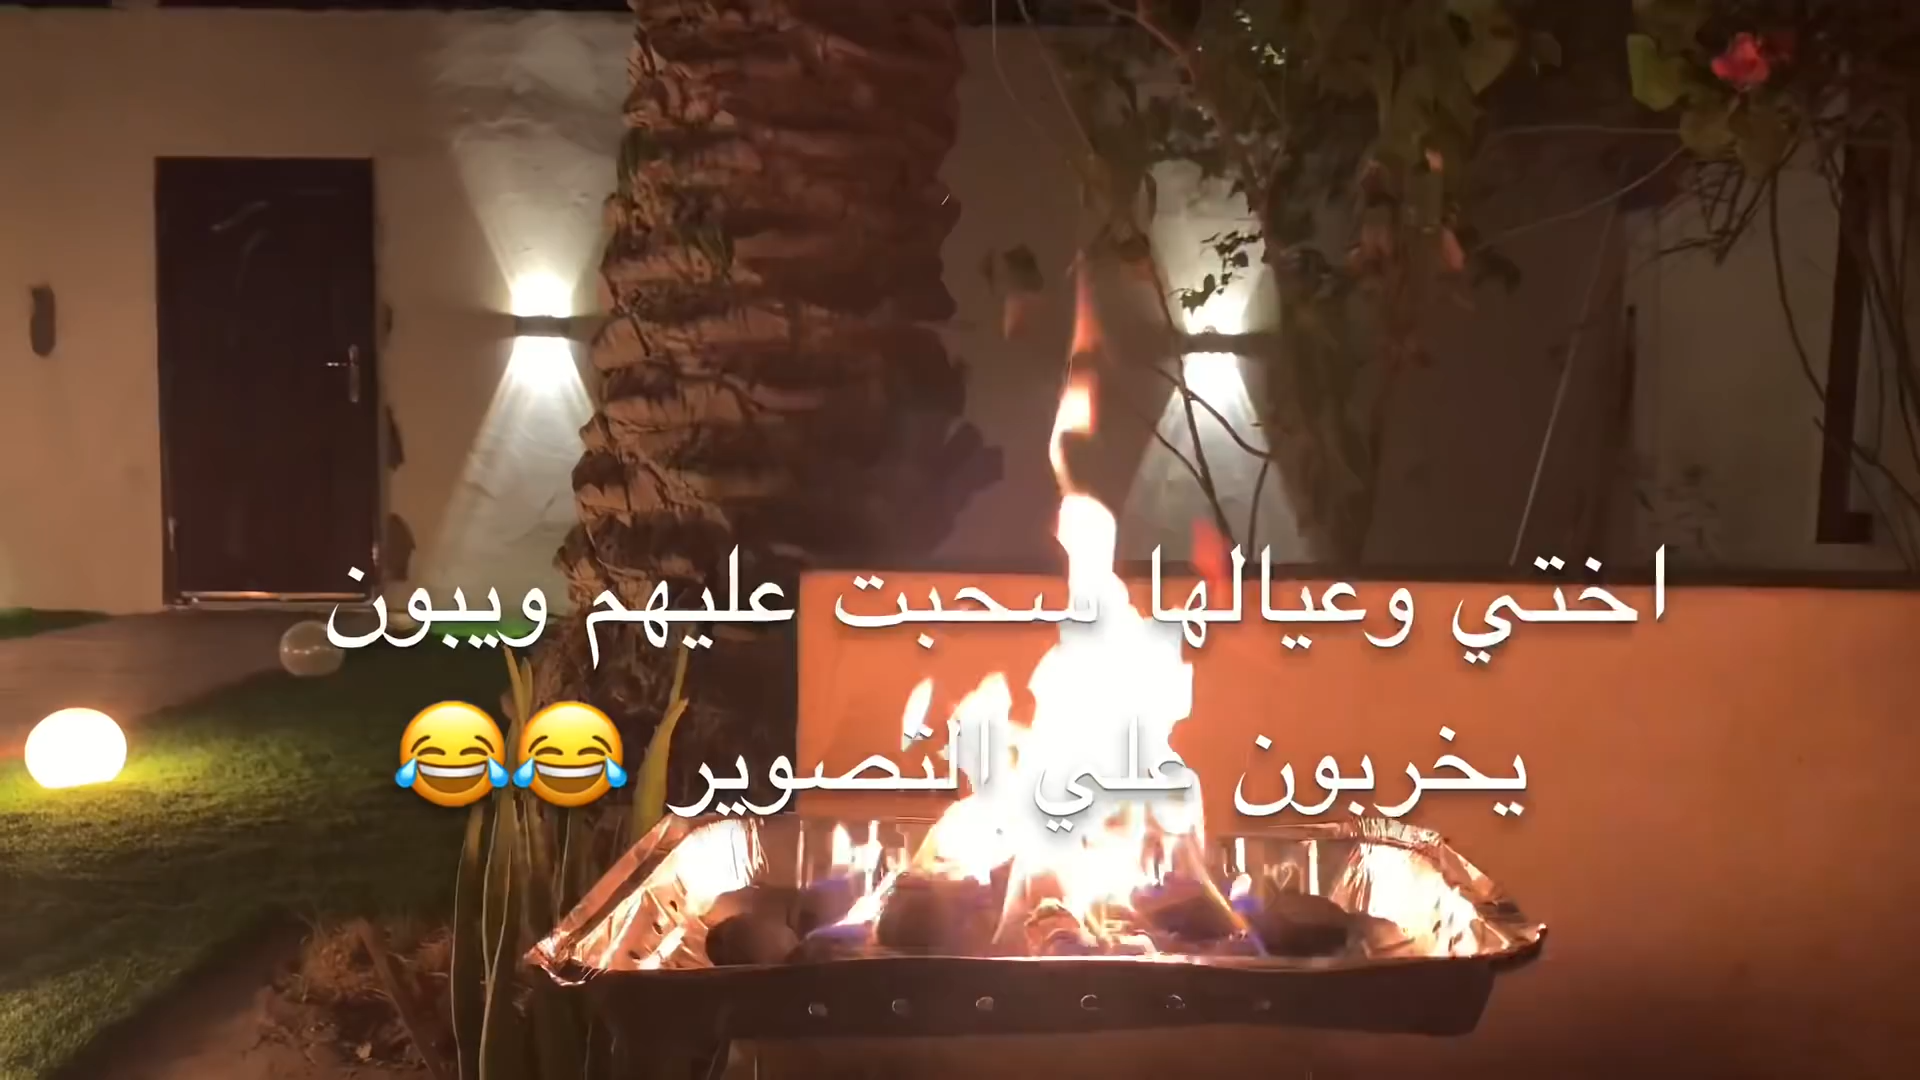 اختي وعيالها سحبت عليهم ويبون
يخربون علي التصوير 😂😂